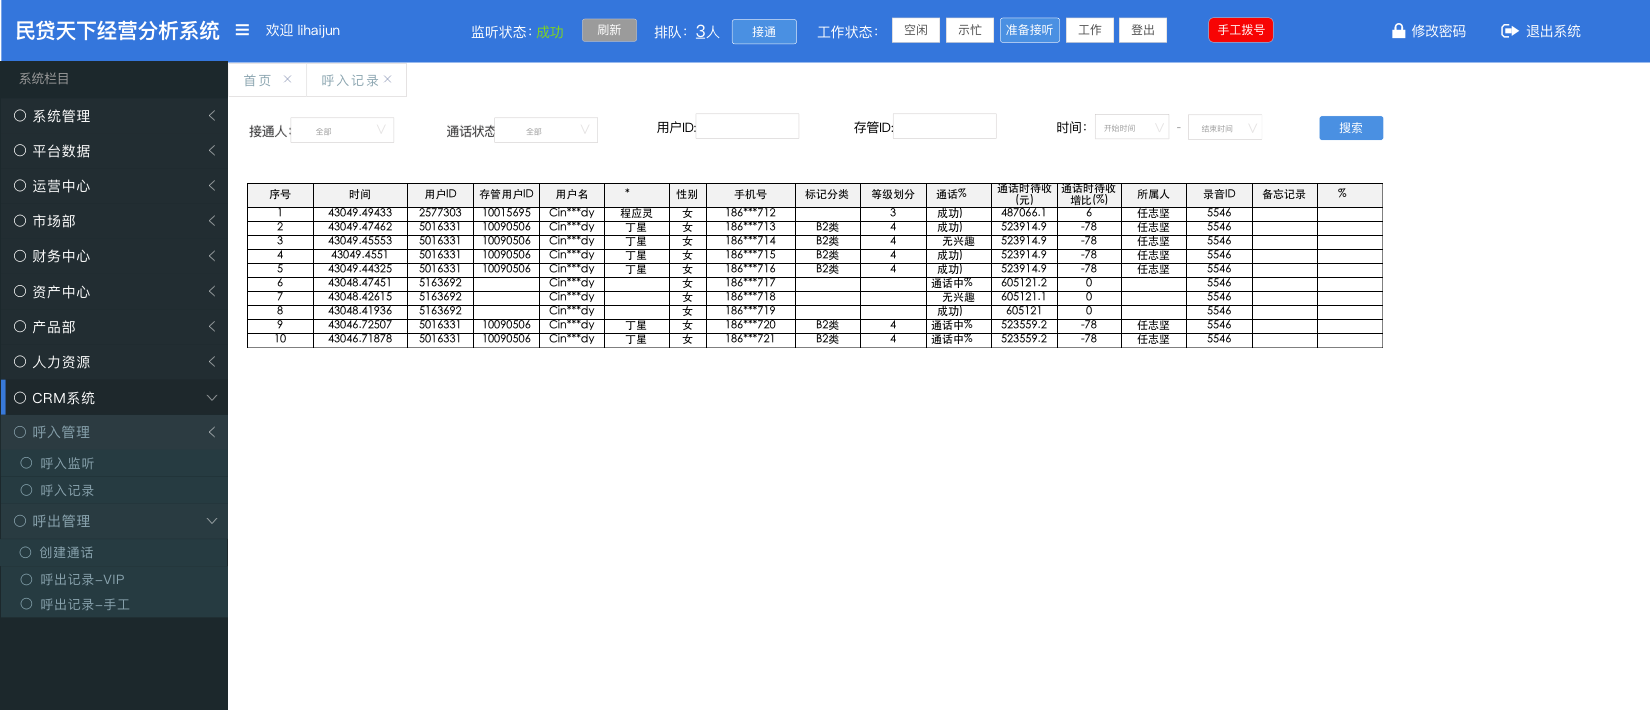 民贷天下经营分析系统 欢迎 lihaijun 监听状态：成功 刷新 排队：3人 接通 工作状态： 空闲 示忙 准备接听 工作 登出 手工拨号 修改密码 退出系统
系统栏目
首页 × 呼入记录 ×
系统管理
平台数据
运营中心
市场部
财务中心
资产中心
产品部
人力资源
CRM系统
呼入管理
呼入监听
呼入记录
呼出管理
创建通话
呼出记录-VIP
呼出记录-手工
接通人： 全部 通话状态 全部 用户ID: 存管ID: 时间： 开始时间 - 结束时间 搜索
序号 时间 用户ID 存管用户ID 用户名 * 性别 手机号 标记分类 等级划分 通话% 通话时待收(元) 通话时待收增比(%) 所属人 录音ID 备忘记录 %
1 43049.49433 2577303 10015695 Cin***dy 程应灵 女 186***712 3 成功) 487066.1 6 任志坚 5546
2 43049.47462 5016331 10090506 Cin***dy 丁星 女 186***713 B2类 4 成功) 523914.9 -78 任志坚 5546
3 43049.45553 5016331 10090506 Cin***dy 丁星 女 186***714 B2类 4 无兴趣 523914.9 -78 任志坚 5546
4 43049.4551 5016331 10090506 Cin***dy 丁星 女 186***715 B2类 4 成功) 523914.9 -78 任志坚 5546
5 43049.44325 5016331 10090506 Cin***dy 丁星 女 186***716 B2类 4 成功) 523914.9 -78 任志坚 5546
6 43048.47451 5163692 Cin***dy 女 186***717 通话中% 605121.2 0 5546
7 43048.42615 5163692 Cin***dy 女 186***718 无兴趣 605121.1 0 5546
8 43048.41936 5163692 Cin***dy 女 186***719 成功) 605121 0 5546
9 43046.72507 5016331 10090506 Cin***dy 丁星 女 186***720 B2类 4 通话中% 523559.2 -78 任志坚 5546
10 43046.71878 5016331 10090506 Cin***dy 丁星 女 186***721 B2类 4 通话中% 523559.2 -78 任志坚 5546